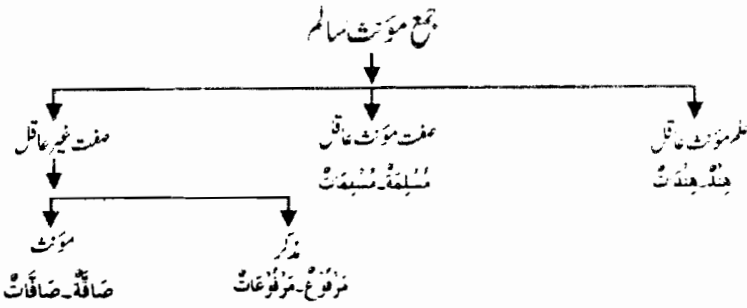 جمع مؤنث سالم
علم مؤنث عاقل
هِنْدٌ۔هِنْدَاتٌ
صفت مؤنث عاقل
مُسْلِمَةٌ۔مُسْلِمَاتٌ
صفت غیر عاقل
مذکر
مَرْفُوْعٌ۔مَرْفُوْعَاتٌ
مؤنث
صَافَّةٌ۔صَافَّاتٌ